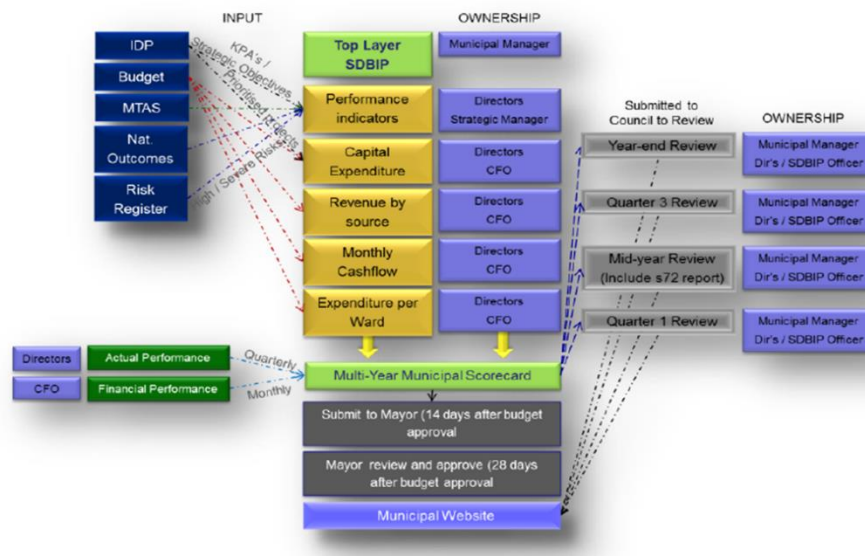 INPUT
OWNERSHIP
IDP
Budget
MTAS
Nat.
Outcomes
Risk
Register
KPA's /
Strategic Objectives
Prioritised Projects
High / Severe Risks
Top Layer
SDBIP
Municipal Manager
Performance
indicators
Directors
Strategic Manager
Capital
Expenditure
Directors
CFO
Revenue by
source
Directors
CFO
Monthly
Cashflow
Directors
CFO
Expenditure per
Ward
Directors
CFO
Submitted to
Council to Review
OWNERSHIP
Year-end Review
Municipal Manager
Dir's / SDBIP Officer
Quarter 3 Review
Municipal Manager
Dir's / SDBIP Officer
Mid-year Review
(Include s72 report)
Municipal Manager
Dir's / SDBIP Officer
Quarter 1 Review
Municipal Manager
Dir's / SDBIP Officer
Directors
Actual Performance
Quarterly
CFO
Financial Performance
Monthly
Multi-Year Municipal Scorecard
Submit to Mayor (14 days after budget
approval
Mayor review and approve (28 days
after budget approval
Municipal Website